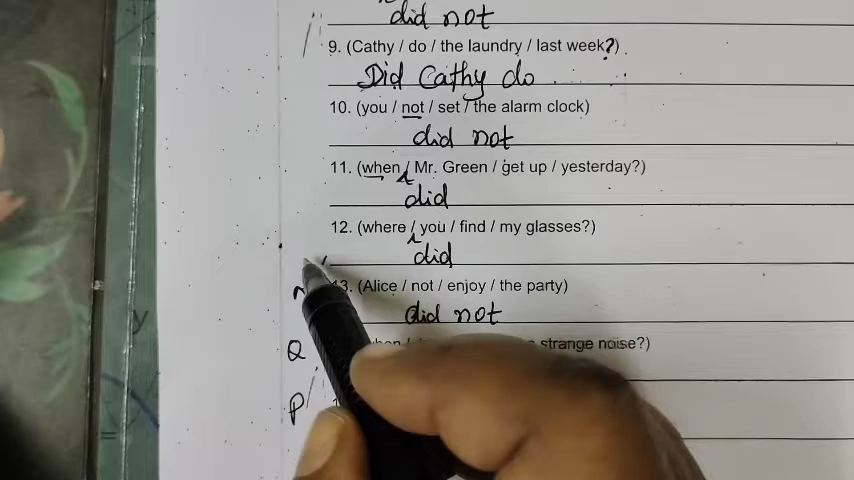 did not
9. (Cathy / do / the laundry / last week?)
Did Cathy do
10. (you / not / set / the alarm clock)
did not
11. (when / Mr. Green / get up / yesterday?)
did
12. (where / you / find / my glasses?)
did
13. (Alice / not / enjoy / the party)
did not
Q strange noise?)
P